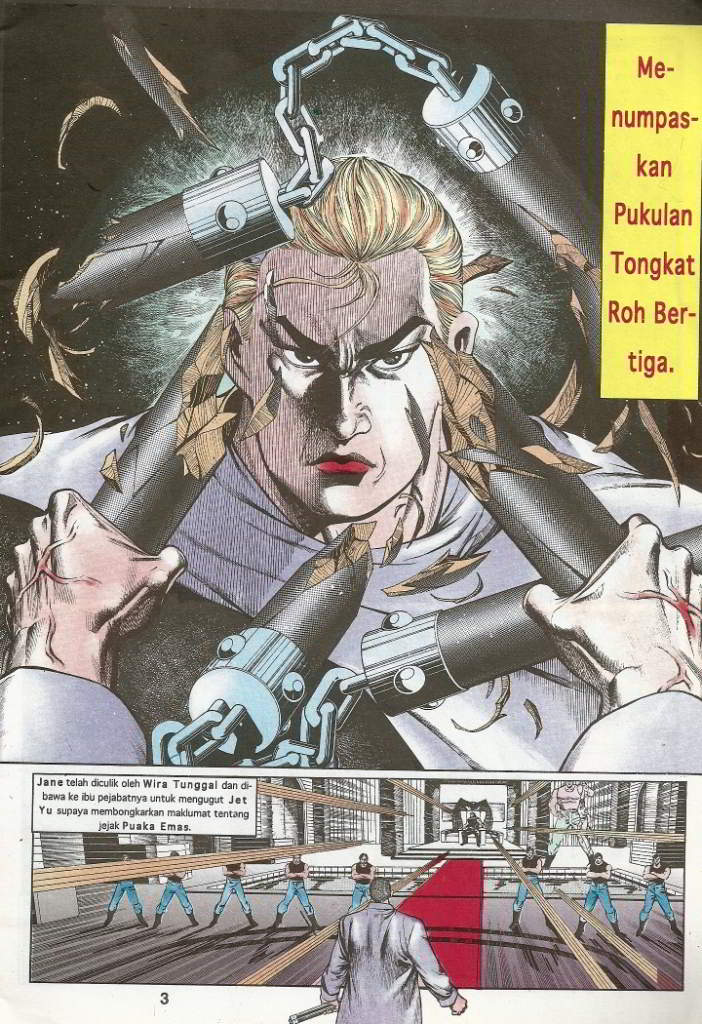 Me-
numpas-
kan
Pukulan
Tongkat
Roh Ber-
tiga.
Jane telah diculik oleh Wira Tunggal dan di-
bawa ke ibu pejabatnya untuk mengugut Jet
Yu supaya membongkarkan maklumat tentang
jejak Puaka Emas.
3